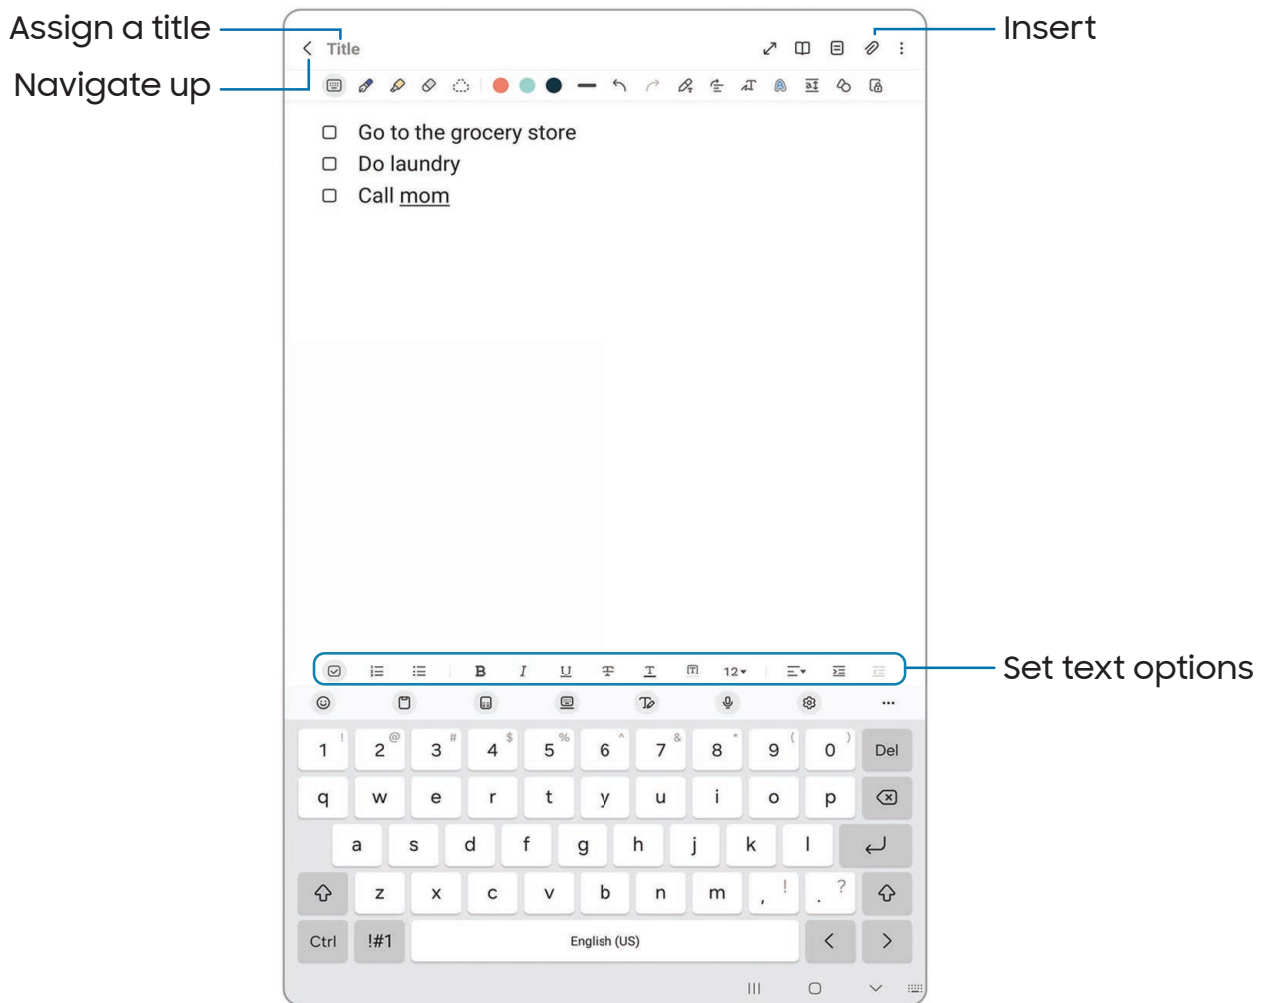 Assign a title
Insert
Title
Navigate up
Go to the grocery store
Do laundry
Call mom
B I U T T T 12
Set text options
1 ! 2 @ 3 # 4 $ 5 % 6 ^ 7 & 8 * 9 ( 0 ) Del
q w e r t y u i o p
a s d f g h j k l
z x c v b n m , ! . ?
Ctrl !#1 English (US) < >